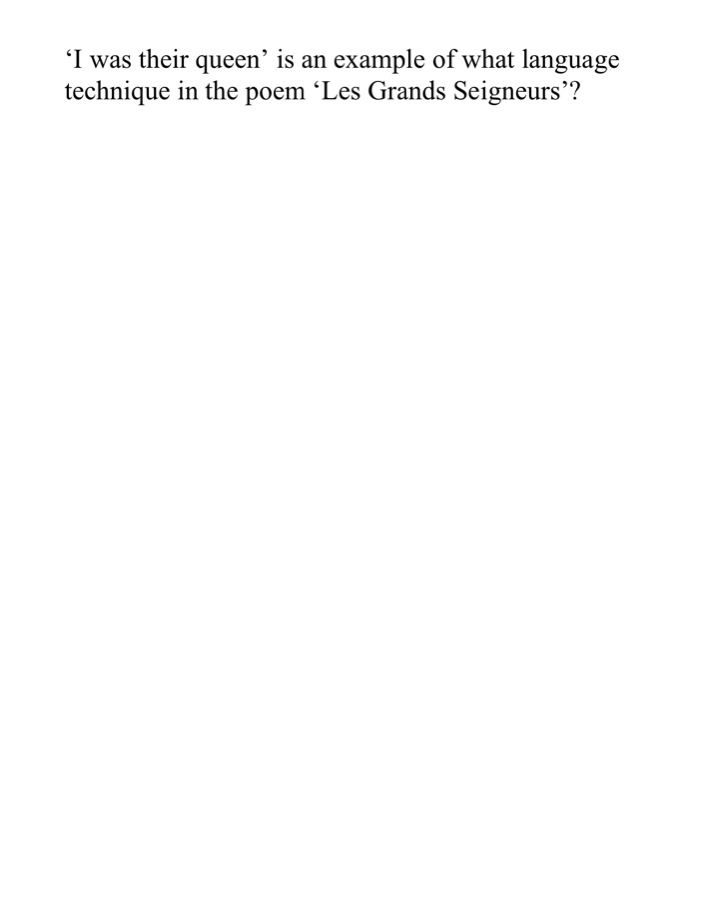 ‘I was their queen’ is an example of what language
technique in the poem ‘Les Grands Seigneurs’?